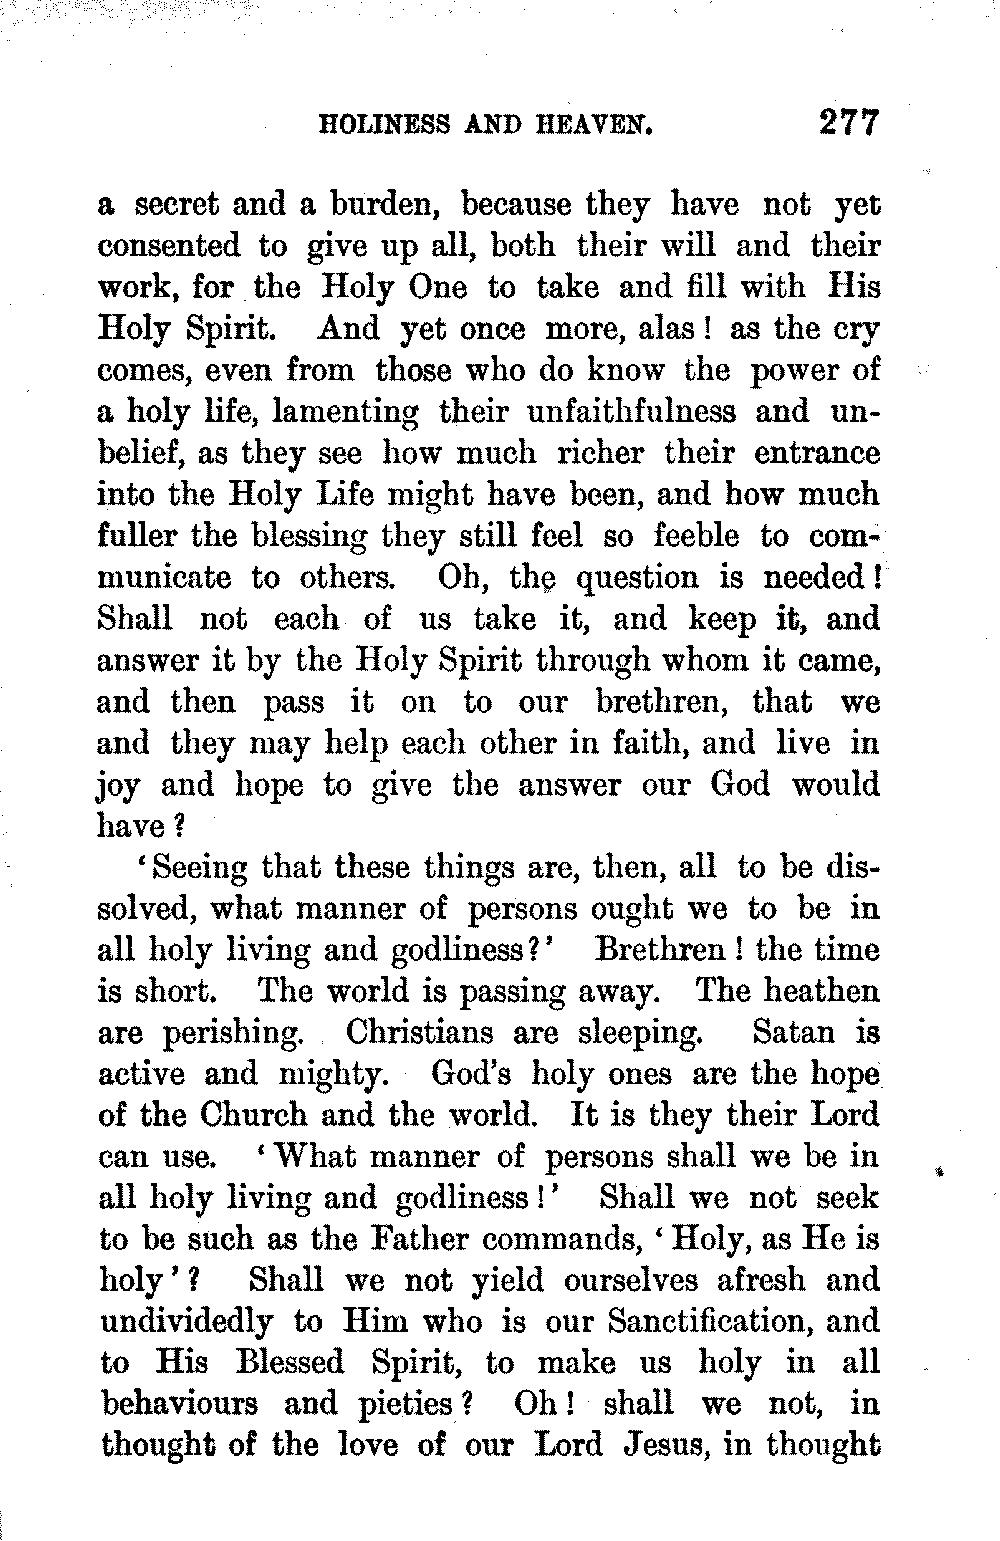 HOLINESS AND HEAVEN. 277
a secret and a burden, because they have not yet
consented to give up all, both their will and their
work, for the Holy One to take and fill with His
Holy Spirit. And yet once more, alas ! as the cry
comes, even from those who do know the power of
a holy life, lamenting their unfaithfulness and un-
belief, as they see how much richer their entrance
into the Holy Life might have been, and how much
fuller the blessing they still feel so feeble to com-
municate to others. Oh, the question is needed !
Shall not each of us take it, and keep it, and
answer it by the Holy Spirit through whom it came,
and then pass it on to our brethren, that we
and they may help each other in faith, and live in
joy and hope to give the answer our God would
have ?
‘Seeing that these things are, then, all to be dis-
solved, what manner of persons ought we to be in
all holy living and godliness?’ Brethren ! the time
is short. The world is passing away. The heathen
are perishing. Christians are sleeping. Satan is
active and mighty. God’s holy ones are the hope
of the Church and the world. It is they their Lord
can use. ‘What manner of persons shall we be in
all holy living and godliness !’ Shall we not seek
to be such as the Father commands, ‘Holy, as He is
holy’ ? Shall we not yield ourselves afresh and
undividedly to Him who is our Sanctification, and
to His Blessed Spirit, to make us holy in all
behaviours and pieties ? Oh ! shall we not, in
thought of the love of our Lord Jesus, in thought